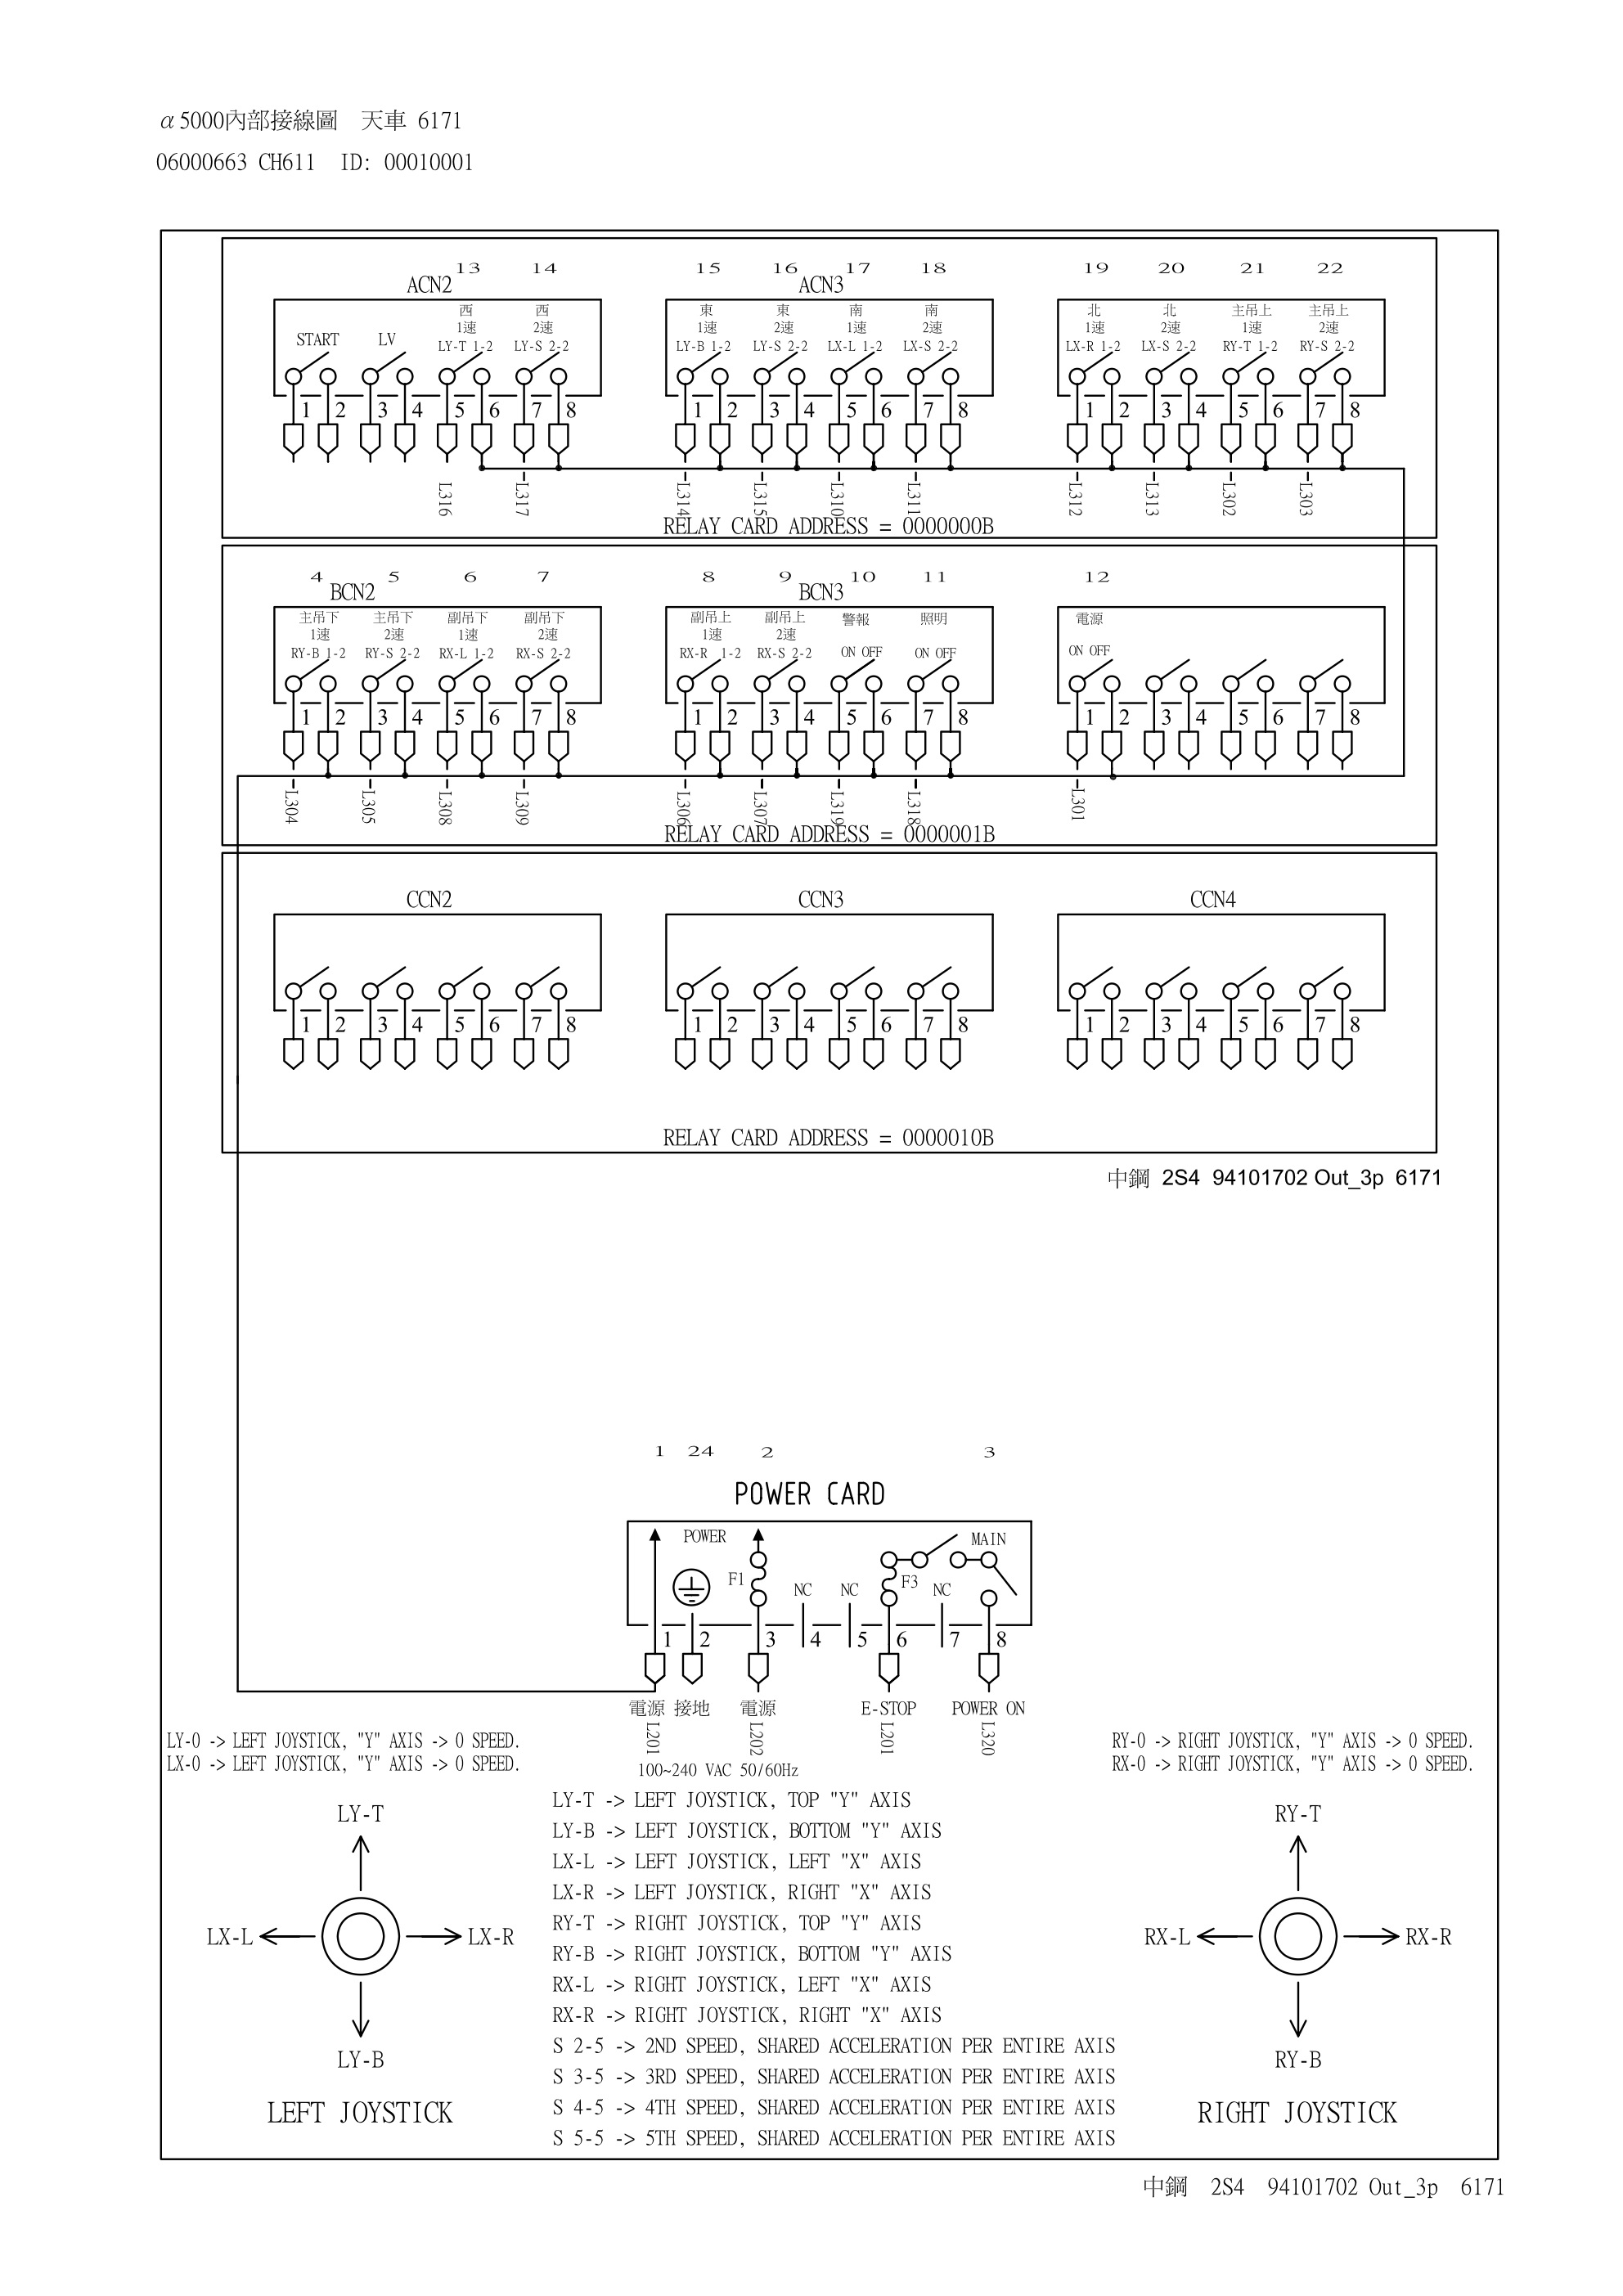 α5000內部接線圖 天車 6171
06000663 CH611 ID: 00010001
13 14 15 16 17 18 19 20 21 22
ACN2 ACN3
西 西 東 東 南 南 北 北 主吊上 主吊上
1速 2速 1速 2速 1速 2速 1速 2速 1速 2速
START LV LY-T 1-2 LY-S 2-2 LY-B 1-2 LY-S 2-2 LX-L 1-2 LX-S 2-2 LX-R 1-2 LX-S 2-2 RY-T 1-2 RY-S 2-2
1 2 3 4 5 6 7 8 1 2 3 4 5 6 7 8 1 2 3 4 5 6 7 8
L316 L317 L314 L315 L310 L311 L312 L313 L302 L303
RELAY CARD ADDRESS = 0000000B
4 5 6 7 8 9 10 11 12
BCN2 BCN3
主吊下 主吊下 副吊下 副吊下 副吊上 副吊上 警報 照明 電源
1速 2速 1速 2速 1速 2速
RY-B 1-2 RY-S 2-2 RX-L 1-2 RX-S 2-2 RX-R 1-2 RX-S 2-2 ON OFF ON OFF ON OFF
1 2 3 4 5 6 7 8 1 2 3 4 5 6 7 8 1 2 3 4 5 6 7 8
L304 L305 L308 L309 L306 L307 L319 L318 L301
RELAY CARD ADDRESS = 0000001B
CCN2 CCN3 CCN4
1 2 3 4 5 6 7 8 1 2 3 4 5 6 7 8 1 2 3 4 5 6 7 8
RELAY CARD ADDRESS = 0000010B
中鋼 2S4 94101702 Out_3p 6171
1 24 2 3
POWER CARD
POWER MAIN
F1 NC NC F3 NC
1 2 3 4 5 6 7 8
電源 接地 電源 E-STOP POWER ON
L201 L202 L201 L320
100~240 VAC 50/60Hz
LY-0 -> LEFT JOYSTICK, "Y" AXIS -> 0 SPEED.
LX-0 -> LEFT JOYSTICK, "Y" AXIS -> 0 SPEED.
RY-0 -> RIGHT JOYSTICK, "Y" AXIS -> 0 SPEED.
RX-0 -> RIGHT JOYSTICK, "Y" AXIS -> 0 SPEED.
LY-T
LX-L LX-R
LY-B
LEFT JOYSTICK
LY-T -> LEFT JOYSTICK, TOP "Y" AXIS
LY-B -> LEFT JOYSTICK, BOTTOM "Y" AXIS
LX-L -> LEFT JOYSTICK, LEFT "X" AXIS
LX-R -> LEFT JOYSTICK, RIGHT "X" AXIS
RY-T -> RIGHT JOYSTICK, TOP "Y" AXIS
RY-B -> RIGHT JOYSTICK, BOTTOM "Y" AXIS
RX-L -> RIGHT JOYSTICK, LEFT "X" AXIS
RX-R -> RIGHT JOYSTICK, RIGHT "X" AXIS
S 2-5 -> 2ND SPEED, SHARED ACCELERATION PER ENTIRE AXIS
S 3-5 -> 3RD SPEED, SHARED ACCELERATION PER ENTIRE AXIS
S 4-5 -> 4TH SPEED, SHARED ACCELERATION PER ENTIRE AXIS
S 5-5 -> 5TH SPEED, SHARED ACCELERATION PER ENTIRE AXIS
RY-T
RX-L RX-R
RY-B
RIGHT JOYSTICK
中鋼 2S4 94101702 Out_3p 6171